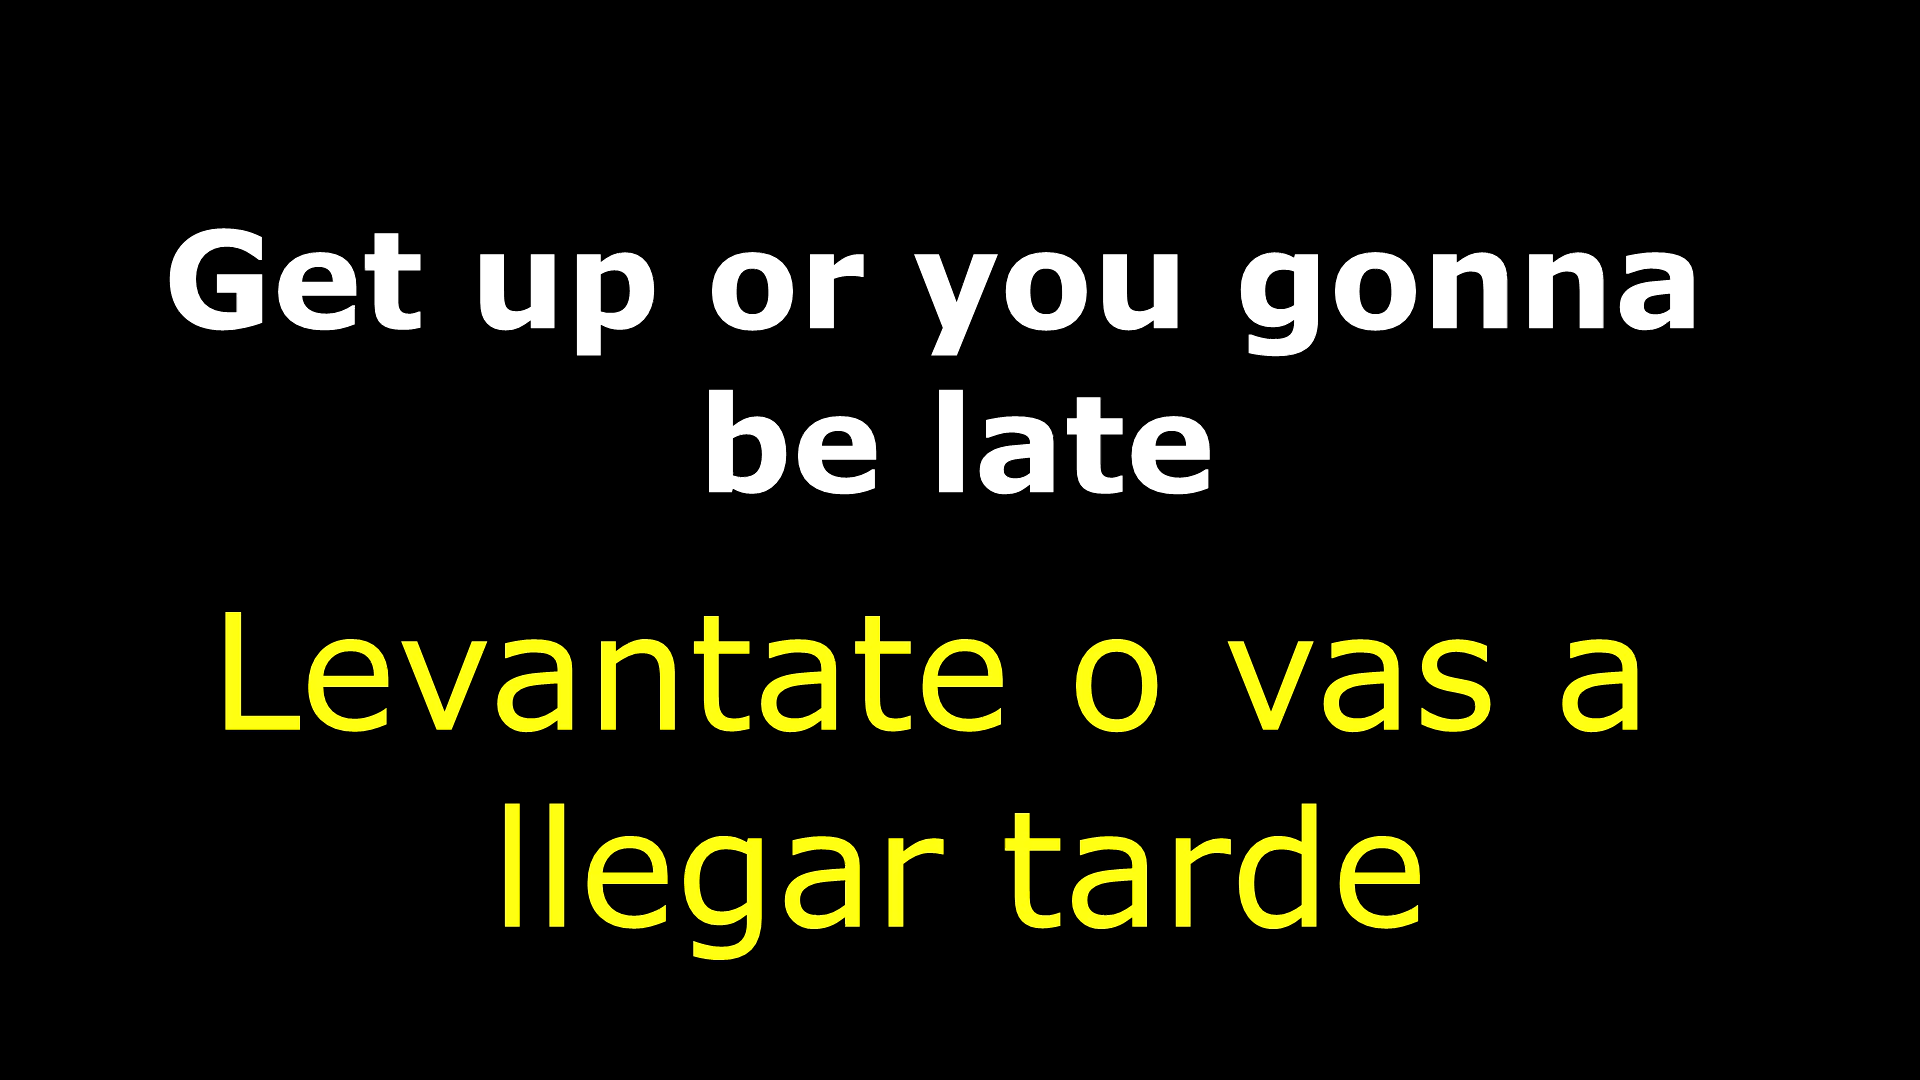 Get up or you gonna
be late
Levantate o vas a
llegar tarde